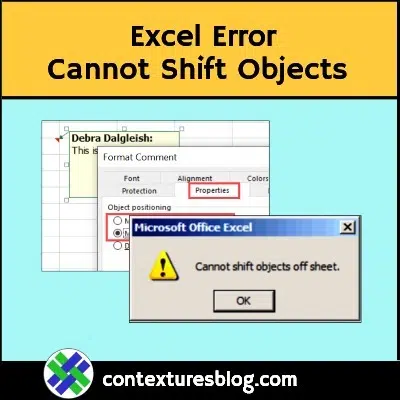 Excel Error
Cannot Shift Objects
Debra Dalgleish:
This is
Format Comment
Font Alignment Colors
Protection Properties
Object positioning
Microsoft Office Excel
Cannot shift objects off sheet.
OK
contexturesblog.com